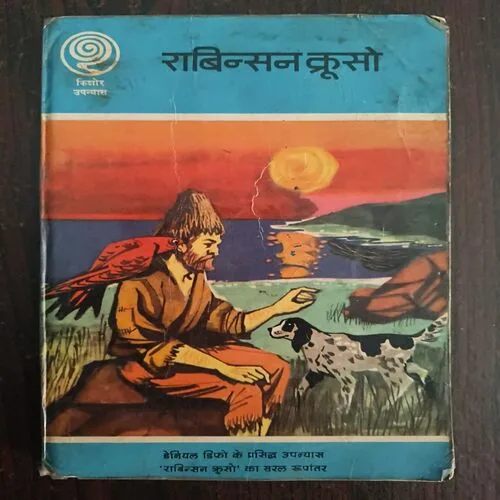 किशोर
उपन्यास
राबिन्सन क्रूसो
डेनियल डिफो के प्रसिद्ध उपन्यास
'राबिन्सन क्रूसो' का सरल रूपांतर